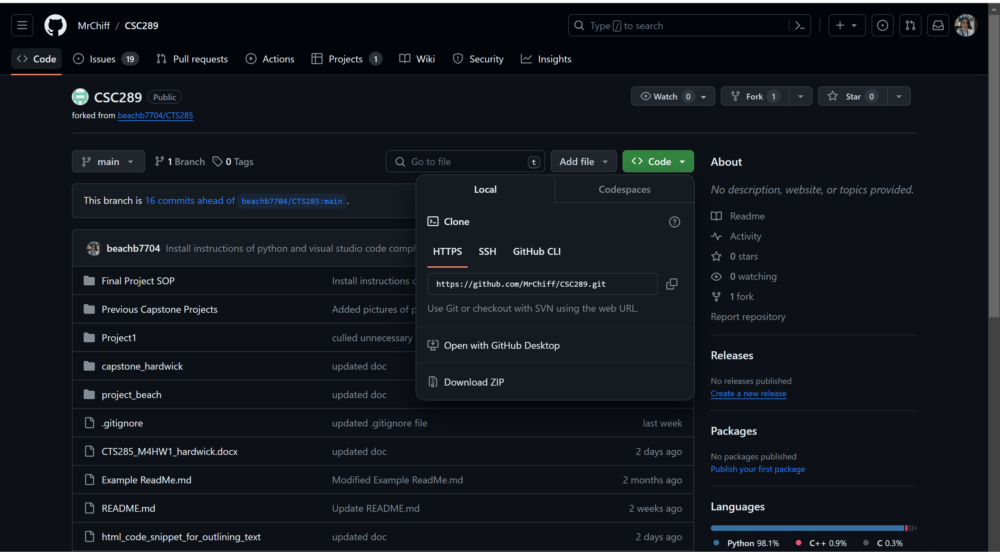 MrChiff / CSC289
Type / to search
Code
Issues 19
Pull requests
Actions
Projects 1
Wiki
Security
Insights
CSC289 Public
Watch 0
Fork 1
Star 0
forked from beachb7704/CTS285
main
1 Branch
0 Tags
Go to file t
Add file
Code
About
Local
Codespaces
No description, website, or topics provided.
This branch is 16 commits ahead of beachb7704/CTS285:main .
Clone
Readme
HTTPS SSH GitHub CLI
Activity
beachb7704 Install instructions of python and visual studio code compl
0 stars
https://github.com/MrChiff/CSC289.git
0 watching
Final Project SOP Install instructions
Use Git or checkout with SVN using the web URL.
1 fork
Previous Capstone Projects Added pictures of
Report repository
Project1 culled unnecessary
Open with GitHub Desktop
Releases
capstone_hardwick updated doc
Download ZIP
No releases published
Create a new release
project_beach updated doc
.gitignore updated .gitignore file last week
Packages
CTS285_M4HW1_hardwick.docx updated doc 2 days ago
No packages published
Publish your first package
Example ReadMe.md Modified Example ReadMe.md 2 months ago
README.md Update README.md 2 weeks ago
Languages
html_code_snippet_for_outlining_text updated doc 2 days ago
Python 98.1% C++ 0.9% C 0.3%